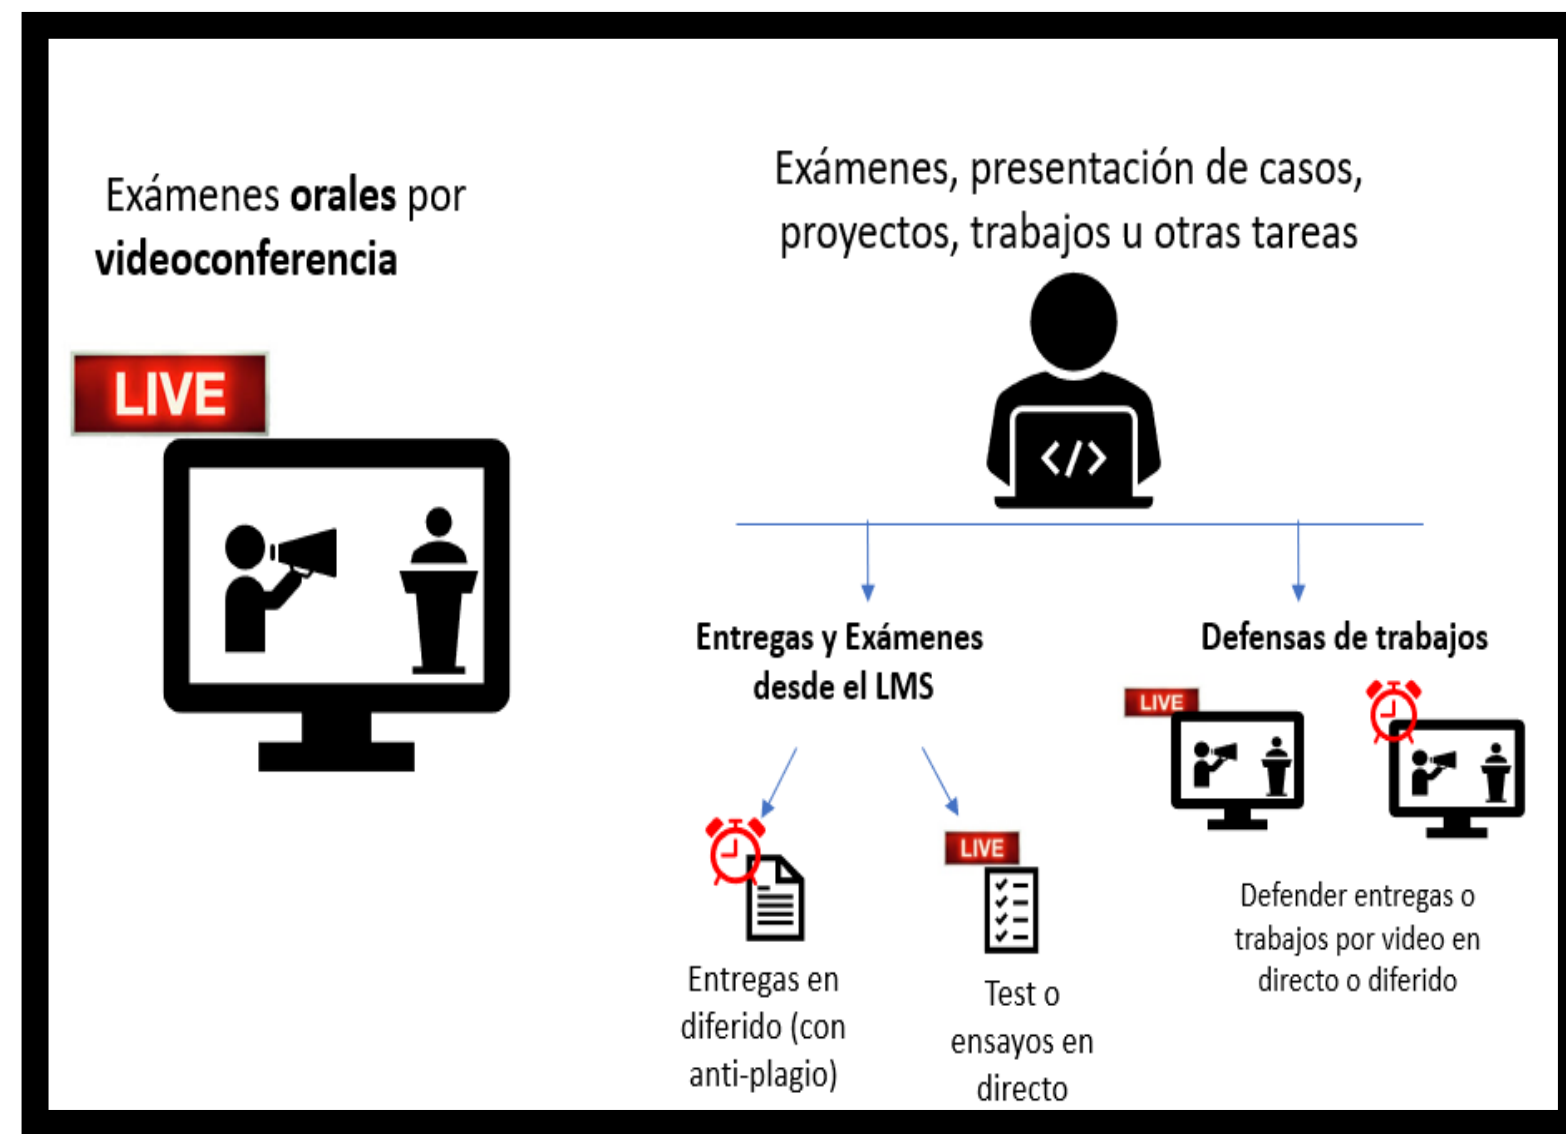 Exámenes orales por
videoconferencia
LIVE
Exámenes, presentación de casos,
proyectos, trabajos u otras tareas
</>
Entregas y Exámenes
desde el LMS
Entregas en
diferido (con
anti-plagio)
LIVE
Test o
ensayos en
directo
Defensas de trabajos
LIVE
Defender entregas o
trabajos por video en
directo o diferido